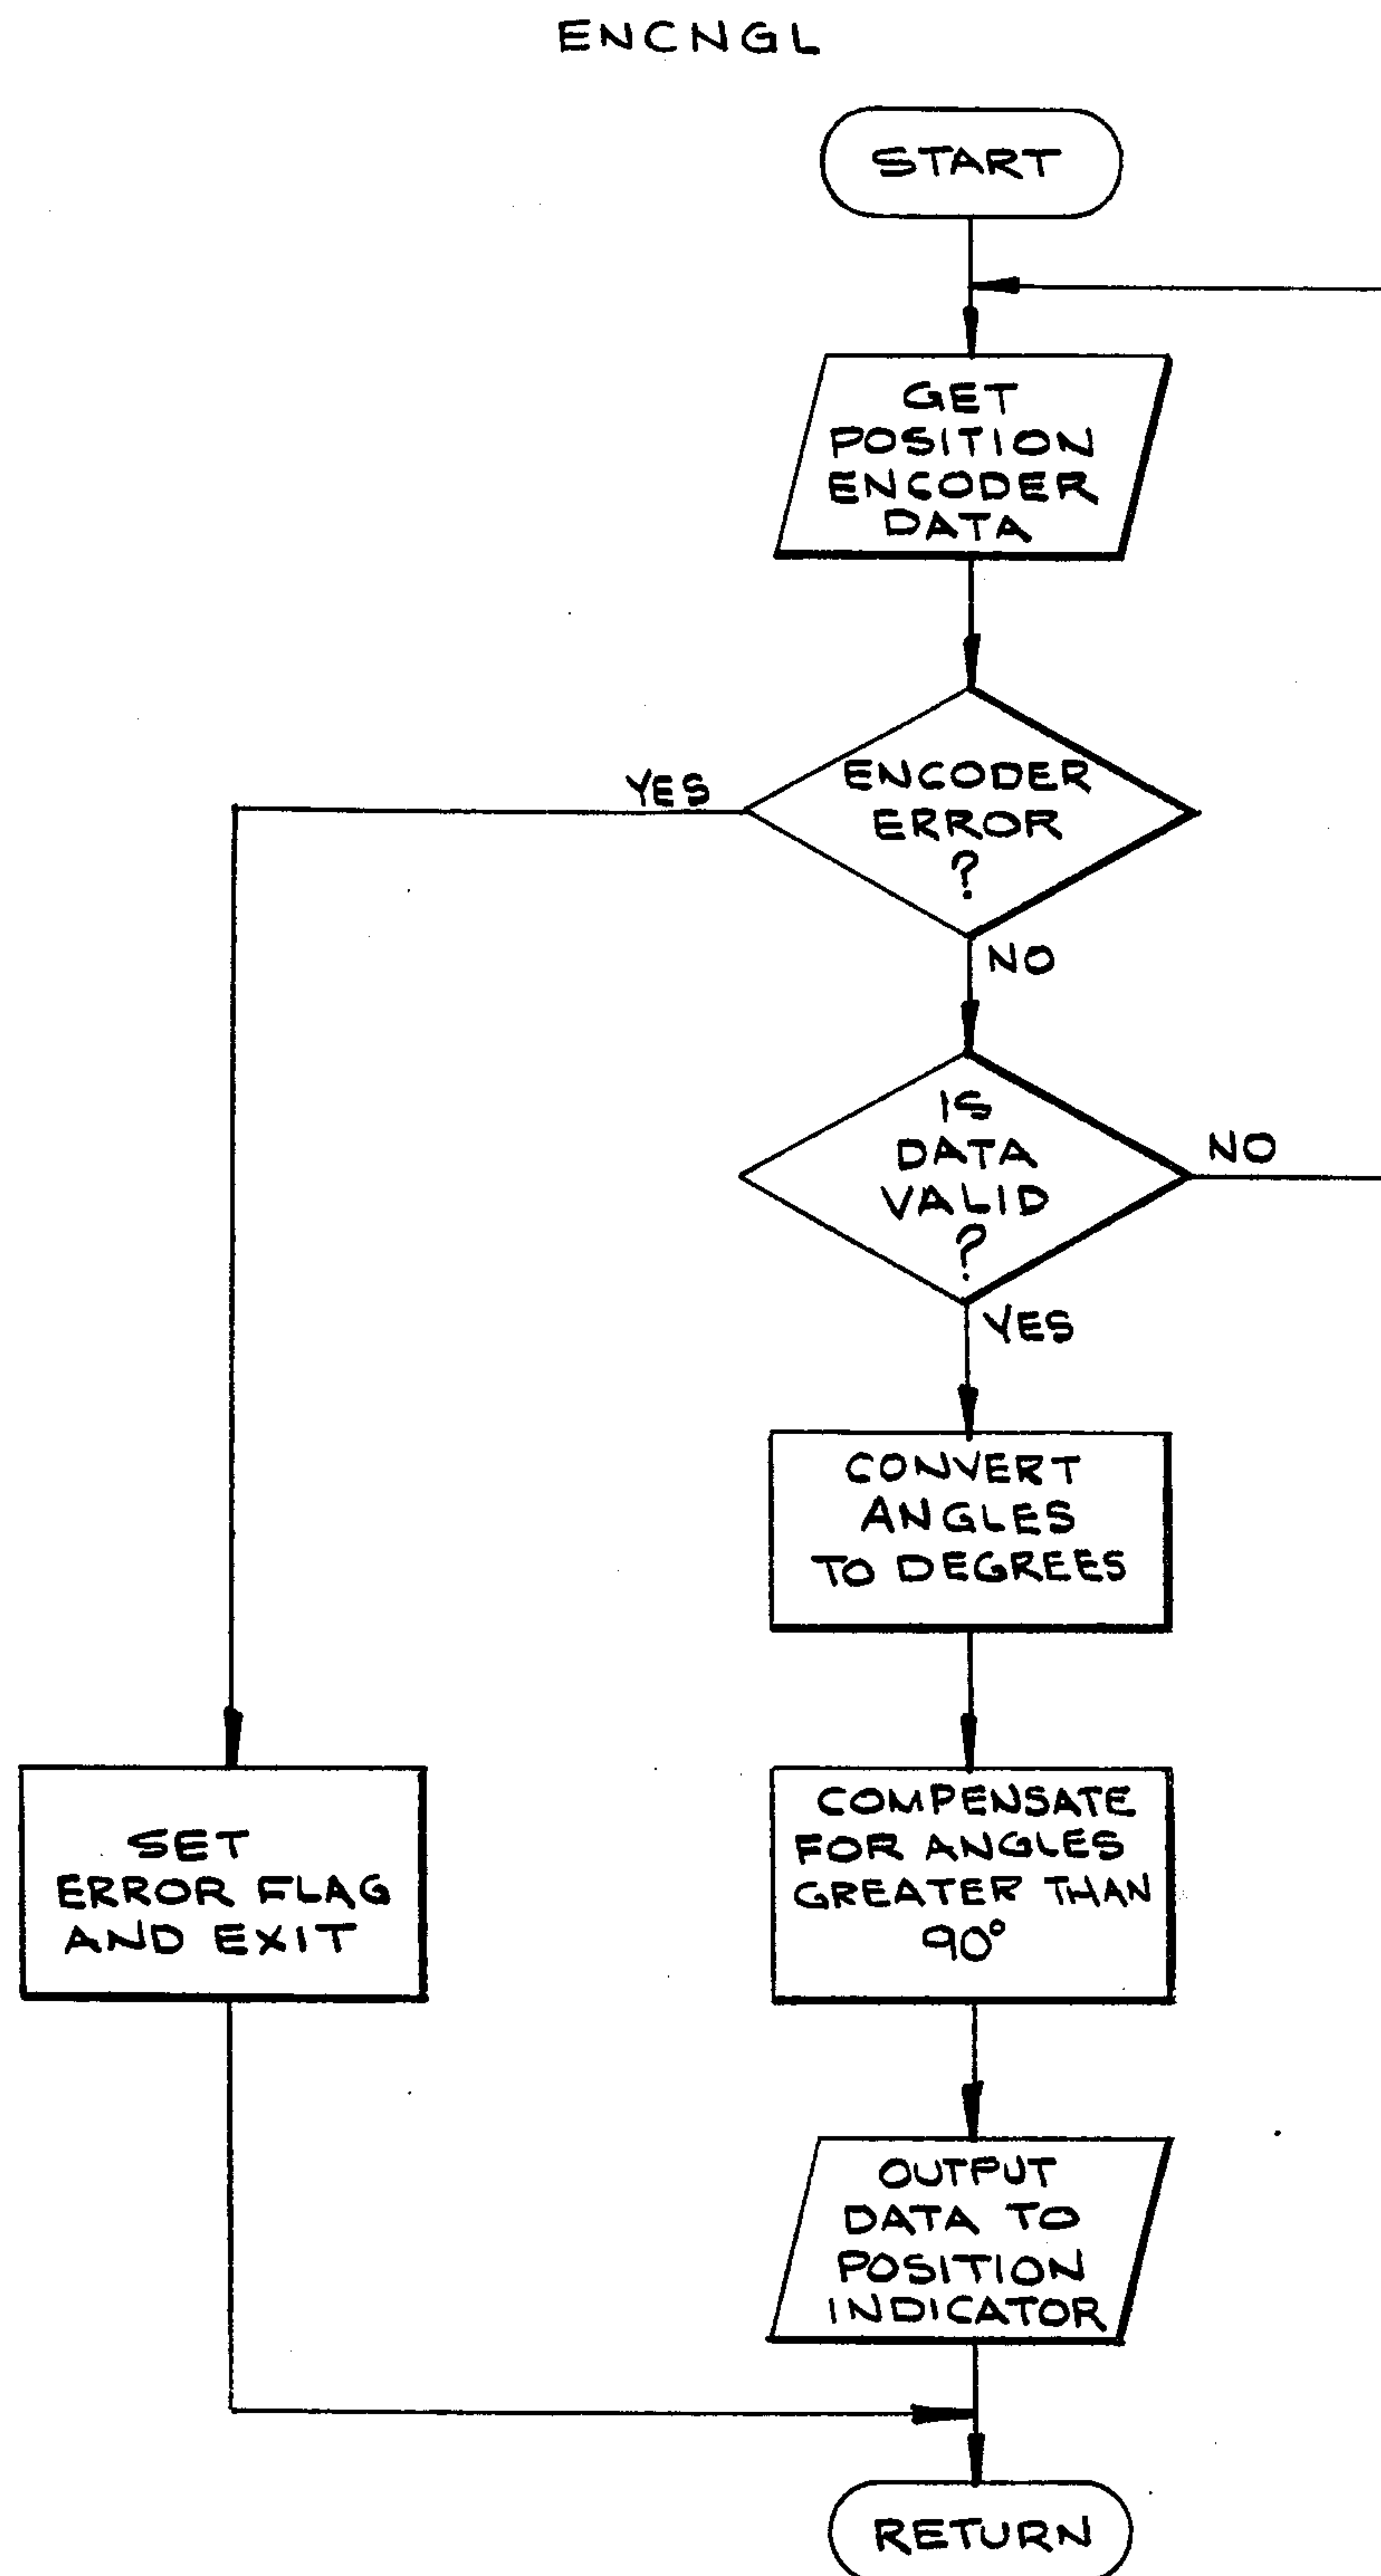 ENCNGL
START
GET
POSITION
ENCODER
DATA
YES
ENCODER
ERROR
?
NO
IS
DATA
VALID
?
NO
YES
CONVERT
ANGLES
TO DEGREES
SET
ERROR FLAG
AND EXIT
COMPENSATE
FOR ANGLES
GREATER THAN
90°
OUTPUT
DATA TO
POSITION
INDICATOR
RETURN